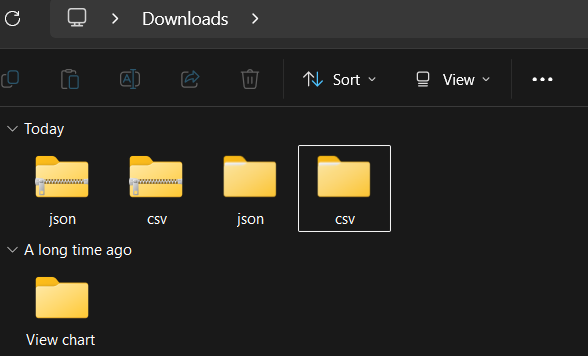 Downloads
Sort View
Today
json csv json csv
A long time ago
View chart